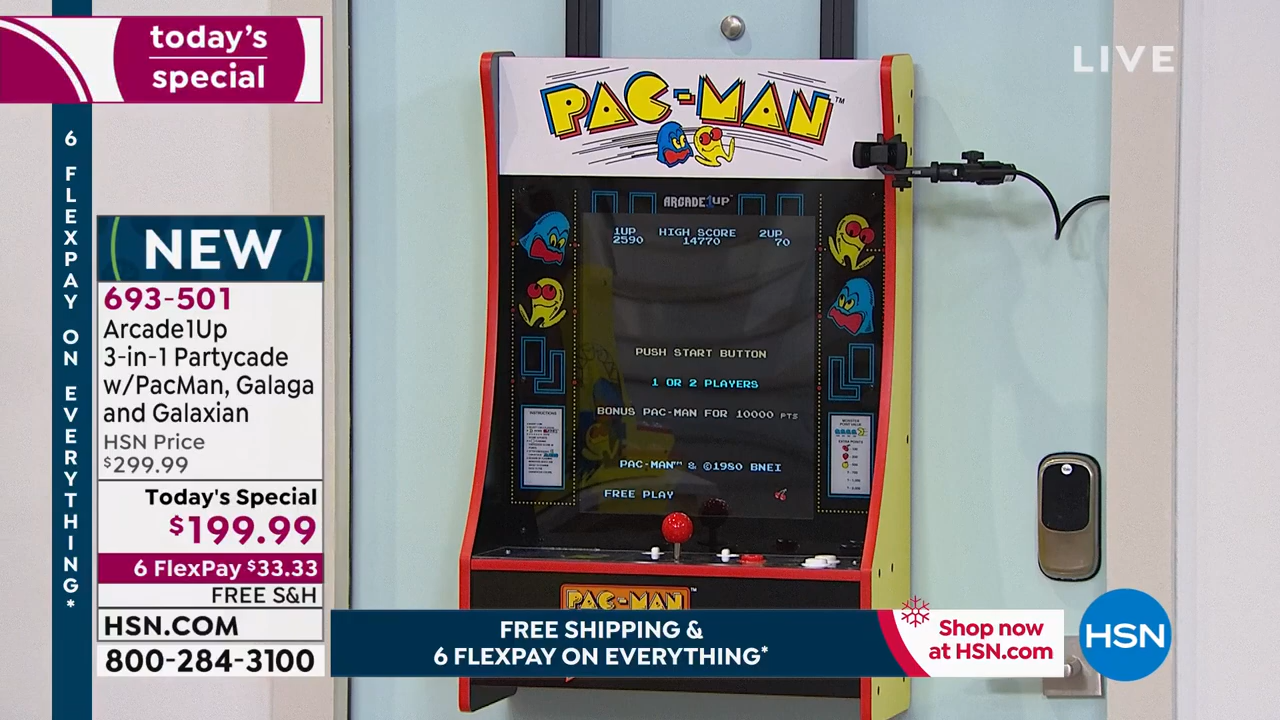 today's
special
LIVE
6 FLEXPAY ON EVERYTHING*
NEW
693-501
Arcade1Up
3-in-1 Partycade
w/PacMan, Galaga
and Galaxian
HSN Price
$299.99
Today's Special
$199.99
6 FlexPay $33.33
FREE S&H
HSN.COM
800-284-3100
PAC-MAN™
ARCADE1UP
1UP HIGH SCORE 2UP
2590 14770 70
PUSH START BUTTON
1 OR 2 PLAYERS
BONUS PAC-MAN FOR 10000 PTS
PAC-MAN™ & ©1980 BNEI
FREE PLAY
INSTRUCTIONS
PAC-MAN™
FREE SHIPPING &
6 FLEXPAY ON EVERYTHING*
Shop now
at HSN.com
HSN